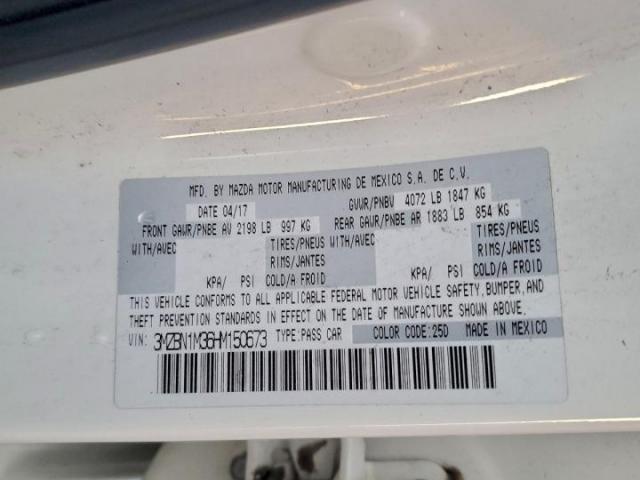 MFD. BY MAZDA MOTOR MANUFACTURING DE MEXICO S.A. DE C.V.
DATE 04/17 GVWR/PNBV 4072 LB 1847 KG
FRONT GAWR/PNBE AV 2198 LB 997 KG REAR GAWR/PNBE AR 1883 LB 854 KG
WITH/AVEC TIRES/PNEUS WITH/AVEC TIRES/PNEUS
RIMS/JANTES RIMS/JANTES
KPA/ PSI COLD/A FROID KPA/ PSI COLD/A FROID
THIS VEHICLE CONFORMS TO ALL APPLICABLE FEDERAL MOTOR VEHICLE SAFETY, BUMPER, AND
THEFT PREVENTION STANDARDS IN EFFECT ON THE DATE OF MANUFACTURE SHOWN ABOVE.
VIN: 3MZBN1M36HM150673 TYPE:PASS CAR COLOR CODE:25D MADE IN MEXICO